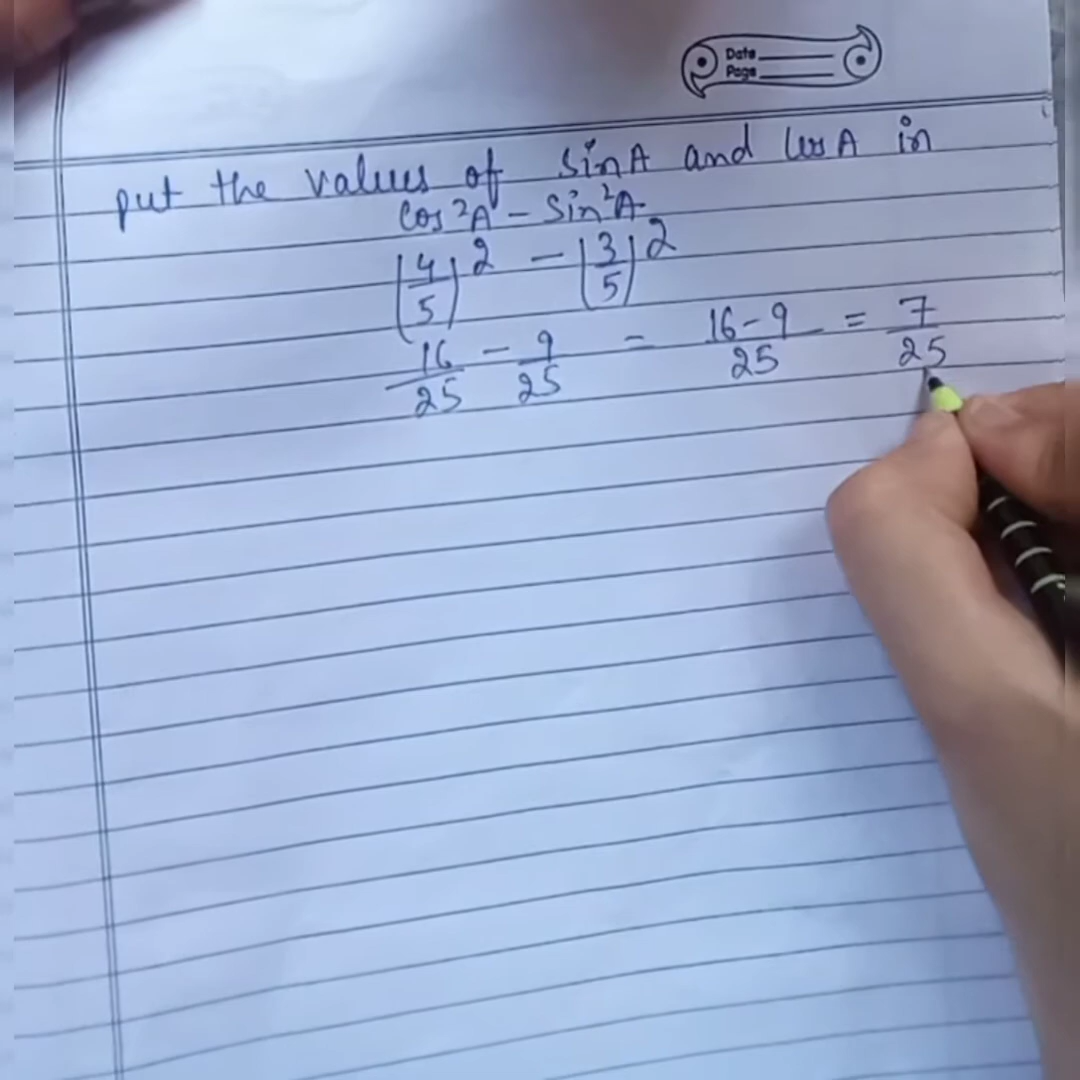 Date
Page
put the values of sinA and cosA in
cos²A - sin²A.
(4/5)² - (3/5)²
16/25 - 9/25 - 16-9/25 = 7/25